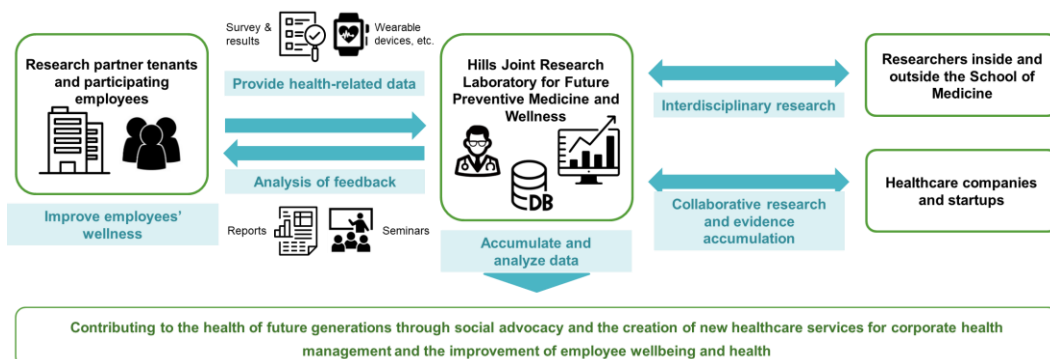 Research partner tenants
and participating
employees
Improve employees'
wellness
Survey &
results
Wearable
devices, etc.
Provide health-related data
Analysis of feedback
Reports
Seminars
Hills Joint Research
Laboratory for Future
Preventive Medicine and
Wellness
DB
Accumulate and
analyze data
Interdisciplinary research
Collaborative research
and evidence
accumulation
Researchers inside and
outside the School of
Medicine
Healthcare companies
and startups
Contributing to the health of future generations through social advocacy and the creation of new healthcare services for corporate health
management and the improvement of employee wellbeing and health